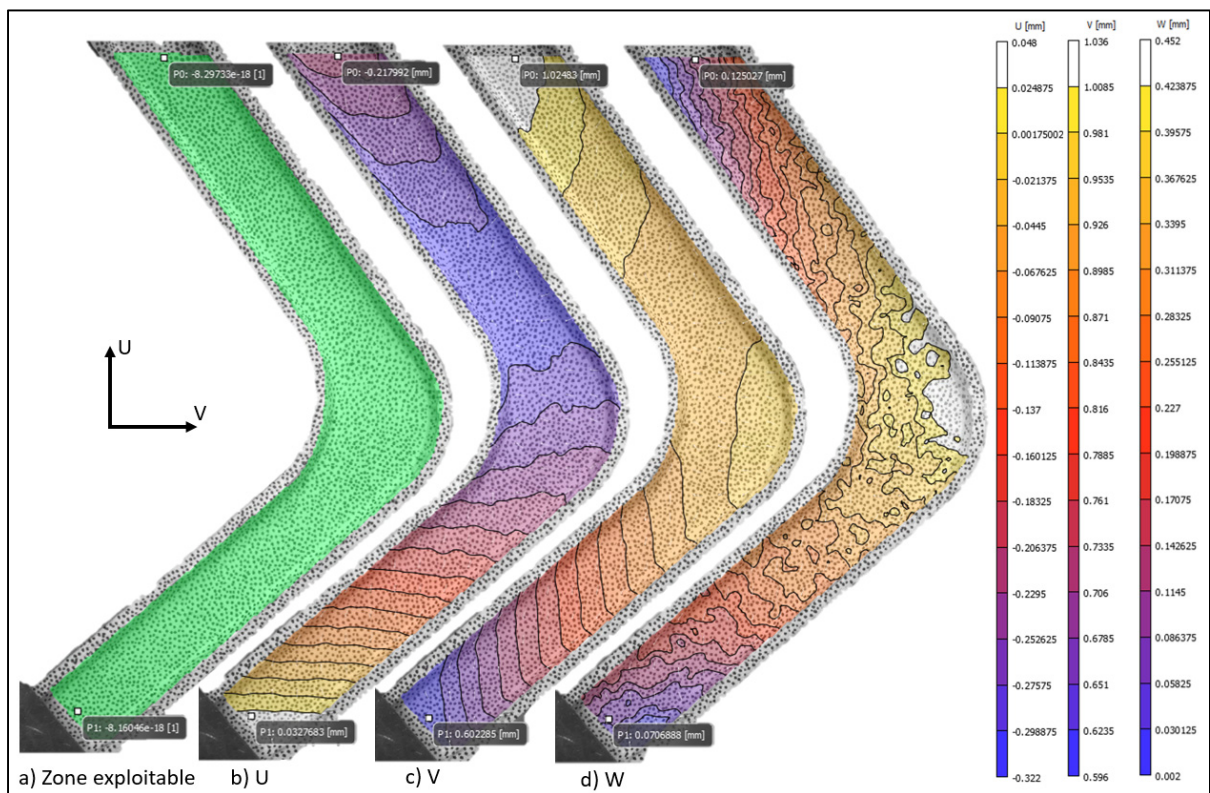 U [mm] V [mm] W [mm]
0.048 1.036 0.452
0.024875 1.0085 0.423875
0.00175002 0.981 0.39575
-0.021375 0.9535 0.367625
-0.0445 0.926 0.3395
-0.067625 0.8985 0.311375
-0.09075 0.871 0.28325
-0.113875 0.8435 0.255125
-0.137 0.816 0.227
-0.160125 0.7885 0.198875
-0.18325 0.761 0.17075
-0.206375 0.7335 0.142625
-0.2295 0.706 0.1145
-0.252625 0.6785 0.086375
-0.27575 0.651 0.05825
-0.298875 0.6235 0.030125
-0.322 0.596 0.002
P0: -8.29733e-18 [1]
P0: -0.217992 [mm]
P0: 1.02483 [mm]
P0: 0.125027 [mm]
U
V
P1: -8.16046e-18 [1]
P1: 0.0327683 [mm]
P1: 0.602285 [mm]
P1: 0.0706888 [mm]
a) Zone exploitable b) U c) V d) W